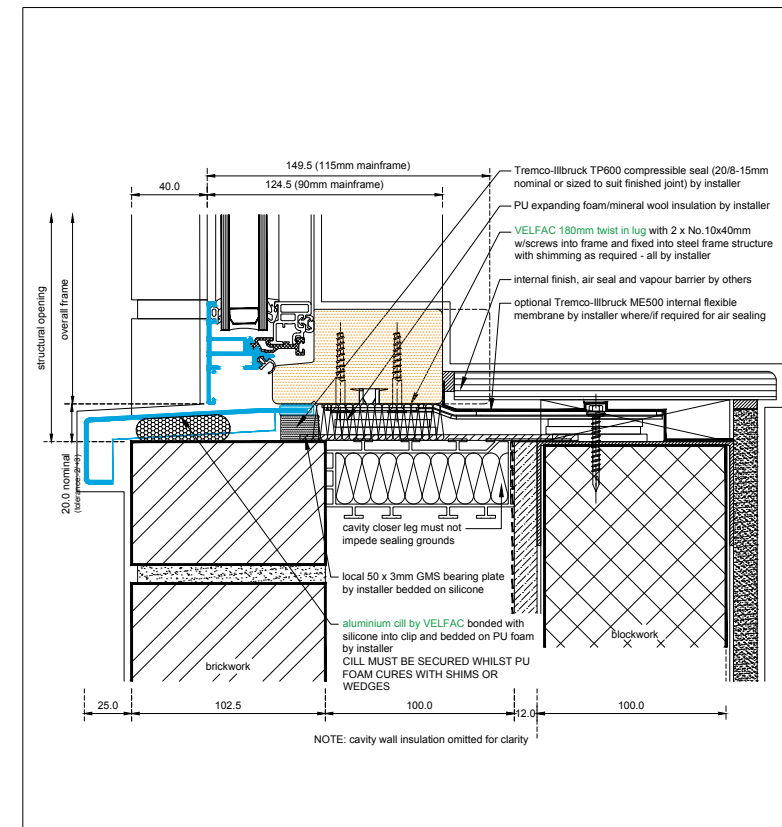 149.5 (115mm mainframe)
40.0
124.5 (90mm mainframe)
structural opening
overall frame
20.0 nominal
(tolerance-2/+3)
Tremco-Illbruck TP600 compressible seal (20/8-15mm
nominal or sized to suit finished joint) by installer
PU expanding foam/mineral wool insulation by installer
VELFAC 180mm twist in lug with 2 x No.10x40mm
w/screws into frame and fixed into steel frame structure
with shimming as required - all by installer
internal finish, air seal and vapour barrier by others
optional Tremco-Illbruck ME500 internal flexible
membrane by installer where/if required for air sealing
cavity closer leg must not
impede sealing grounds
local 50 x 3mm GMS bearing plate
by installer bedded on silicone
aluminium cill by VELFAC bonded with
silicone into clip and bedded on PU foam
by installer
CILL MUST BE SECURED WHILST PU
FOAM CURES WITH SHIMS OR
WEDGES
brickwork
blockwork
25.0
102.5
100.0
12.0
100.0
NOTE: cavity wall insulation omitted for clarity